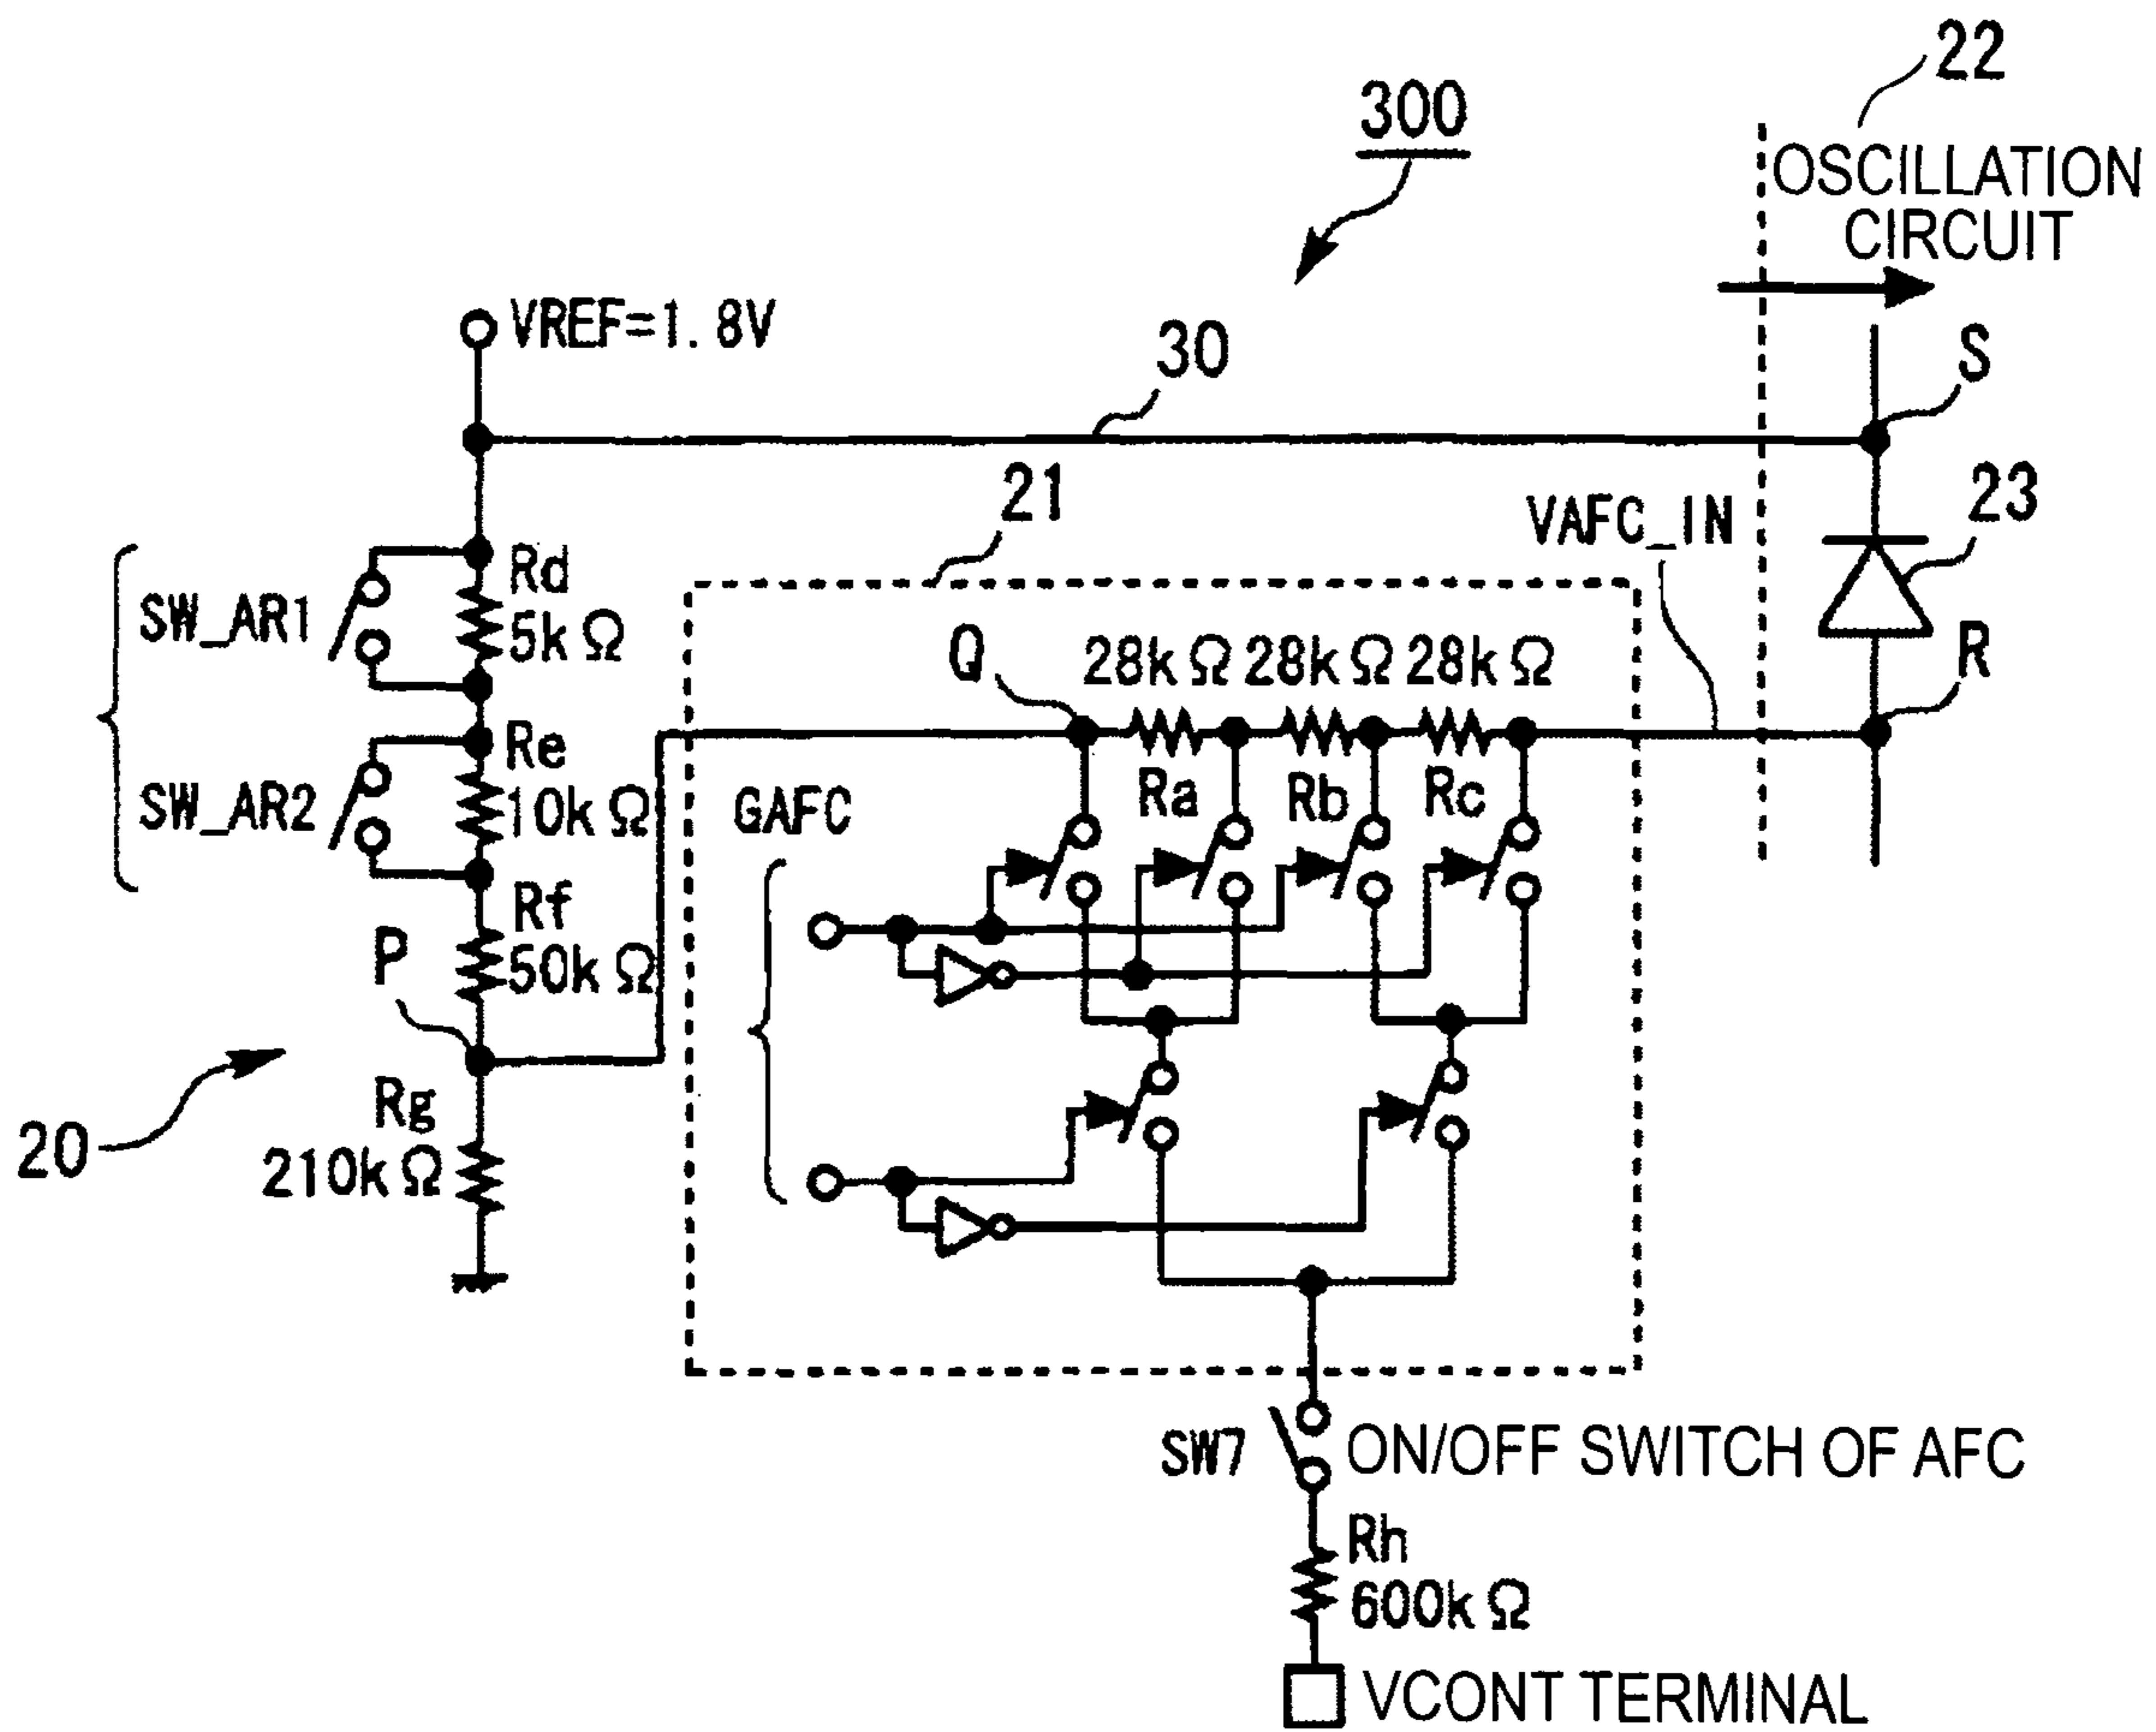 22
300
OSCILLATION
CIRCUIT
VREF=1.8V
30
S
21
VAFC_IN
23
SW_AR1
Rd
5kΩ
Q
28kΩ 28kΩ 28kΩ
R
Re
10kΩ
SW_AR2
GAFC
Ra
Rb
Rc
Rf
50kΩ
P
Rg
210kΩ
20
SW7
ON/OFF SWITCH OF AFC
Rh
600kΩ
VCONT TERMINAL